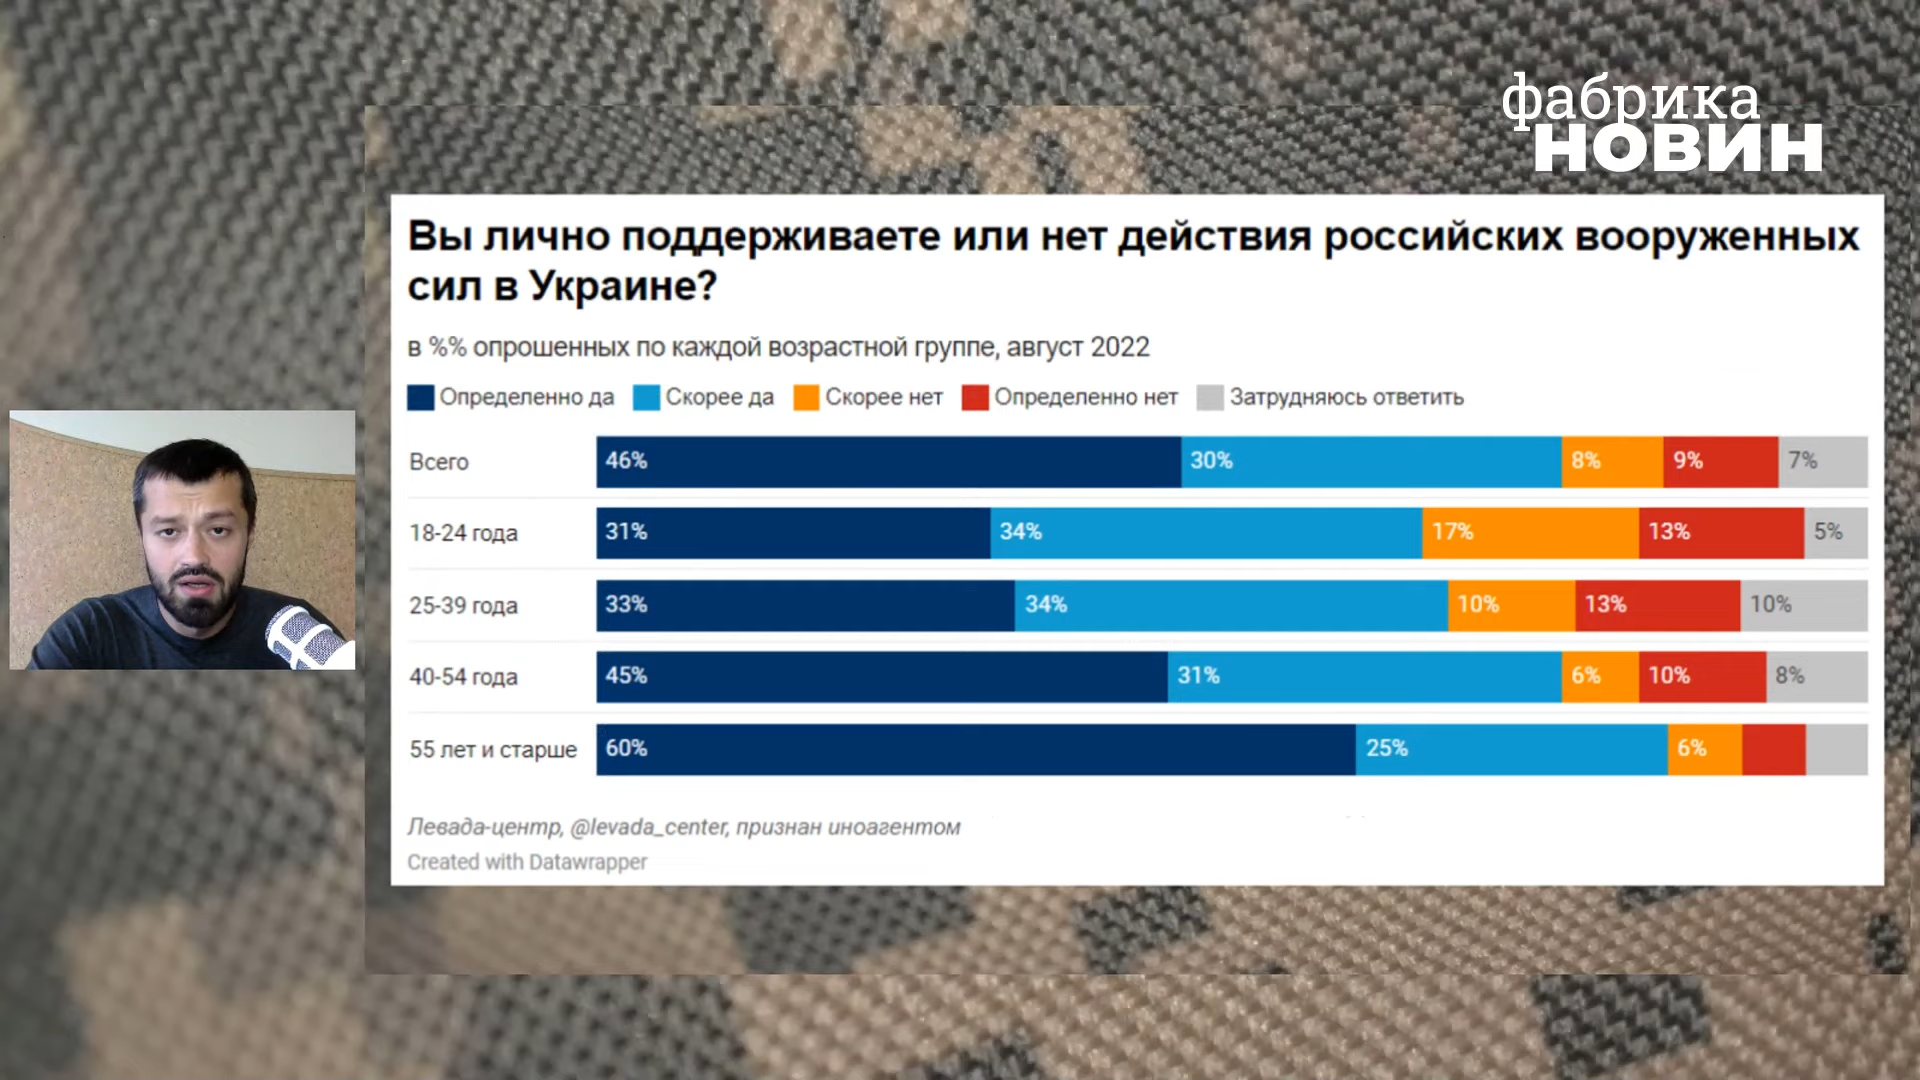 фабрика
новин
Вы лично поддерживаете или нет действия российских вооруженных
сил в Украине?
в %% опрошенных по каждой возрастной группе, август 2022
Определенно да Скорее да Скорее нет Определенно нет Затрудняюсь ответить
Всего 46% 30% 8% 9% 7%
18-24 года 31% 34% 17% 13% 5%
25-39 года 33% 34% 10% 13% 10%
40-54 года 45% 31% 6% 10% 8%
55 лет и старше 60% 25% 6%
Левада-центр, @levada_center, признан иноагентом
Created with Datawrapper